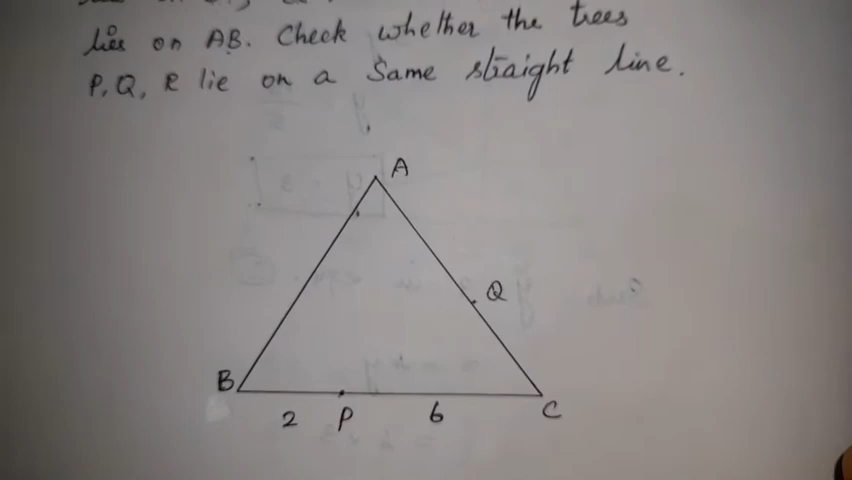 lies on AB. Check whether the trees
P, Q, R lie on a Same straight line.
A
Q
B
C
2 P 6